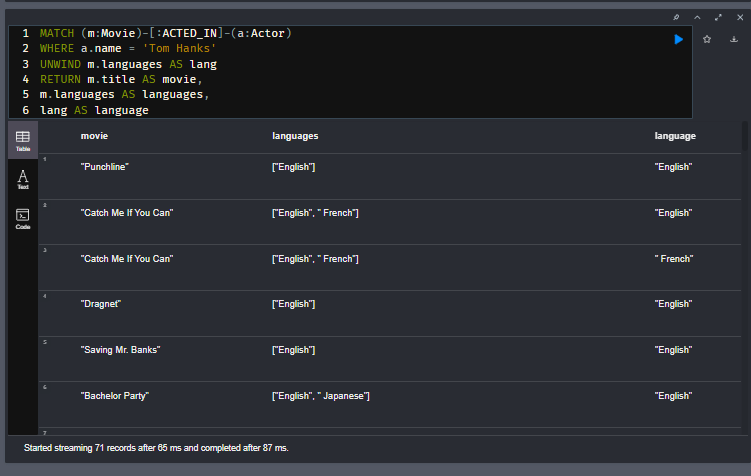 1 MATCH (m:Movie)-[:ACTED_IN]-(a:Actor)
2 WHERE a.name = 'Tom Hanks'
3 UNWIND m.languages AS lang
4 RETURN m.title AS movie,
5 m.languages AS languages,
6 lang AS language
movie languages language
Table
Text
Code
1 "Punchline" ["English"] "English"
2 "Catch Me If You Can" ["English", " French"] "English"
3 "Catch Me If You Can" ["English", " French"] " French"
4 "Dragnet" ["English"] "English"
5 "Saving Mr. Banks" ["English"] "English"
6 "Bachelor Party" ["English", " Japanese"] "English"
7
Started streaming 71 records after 65 ms and completed after 87 ms.